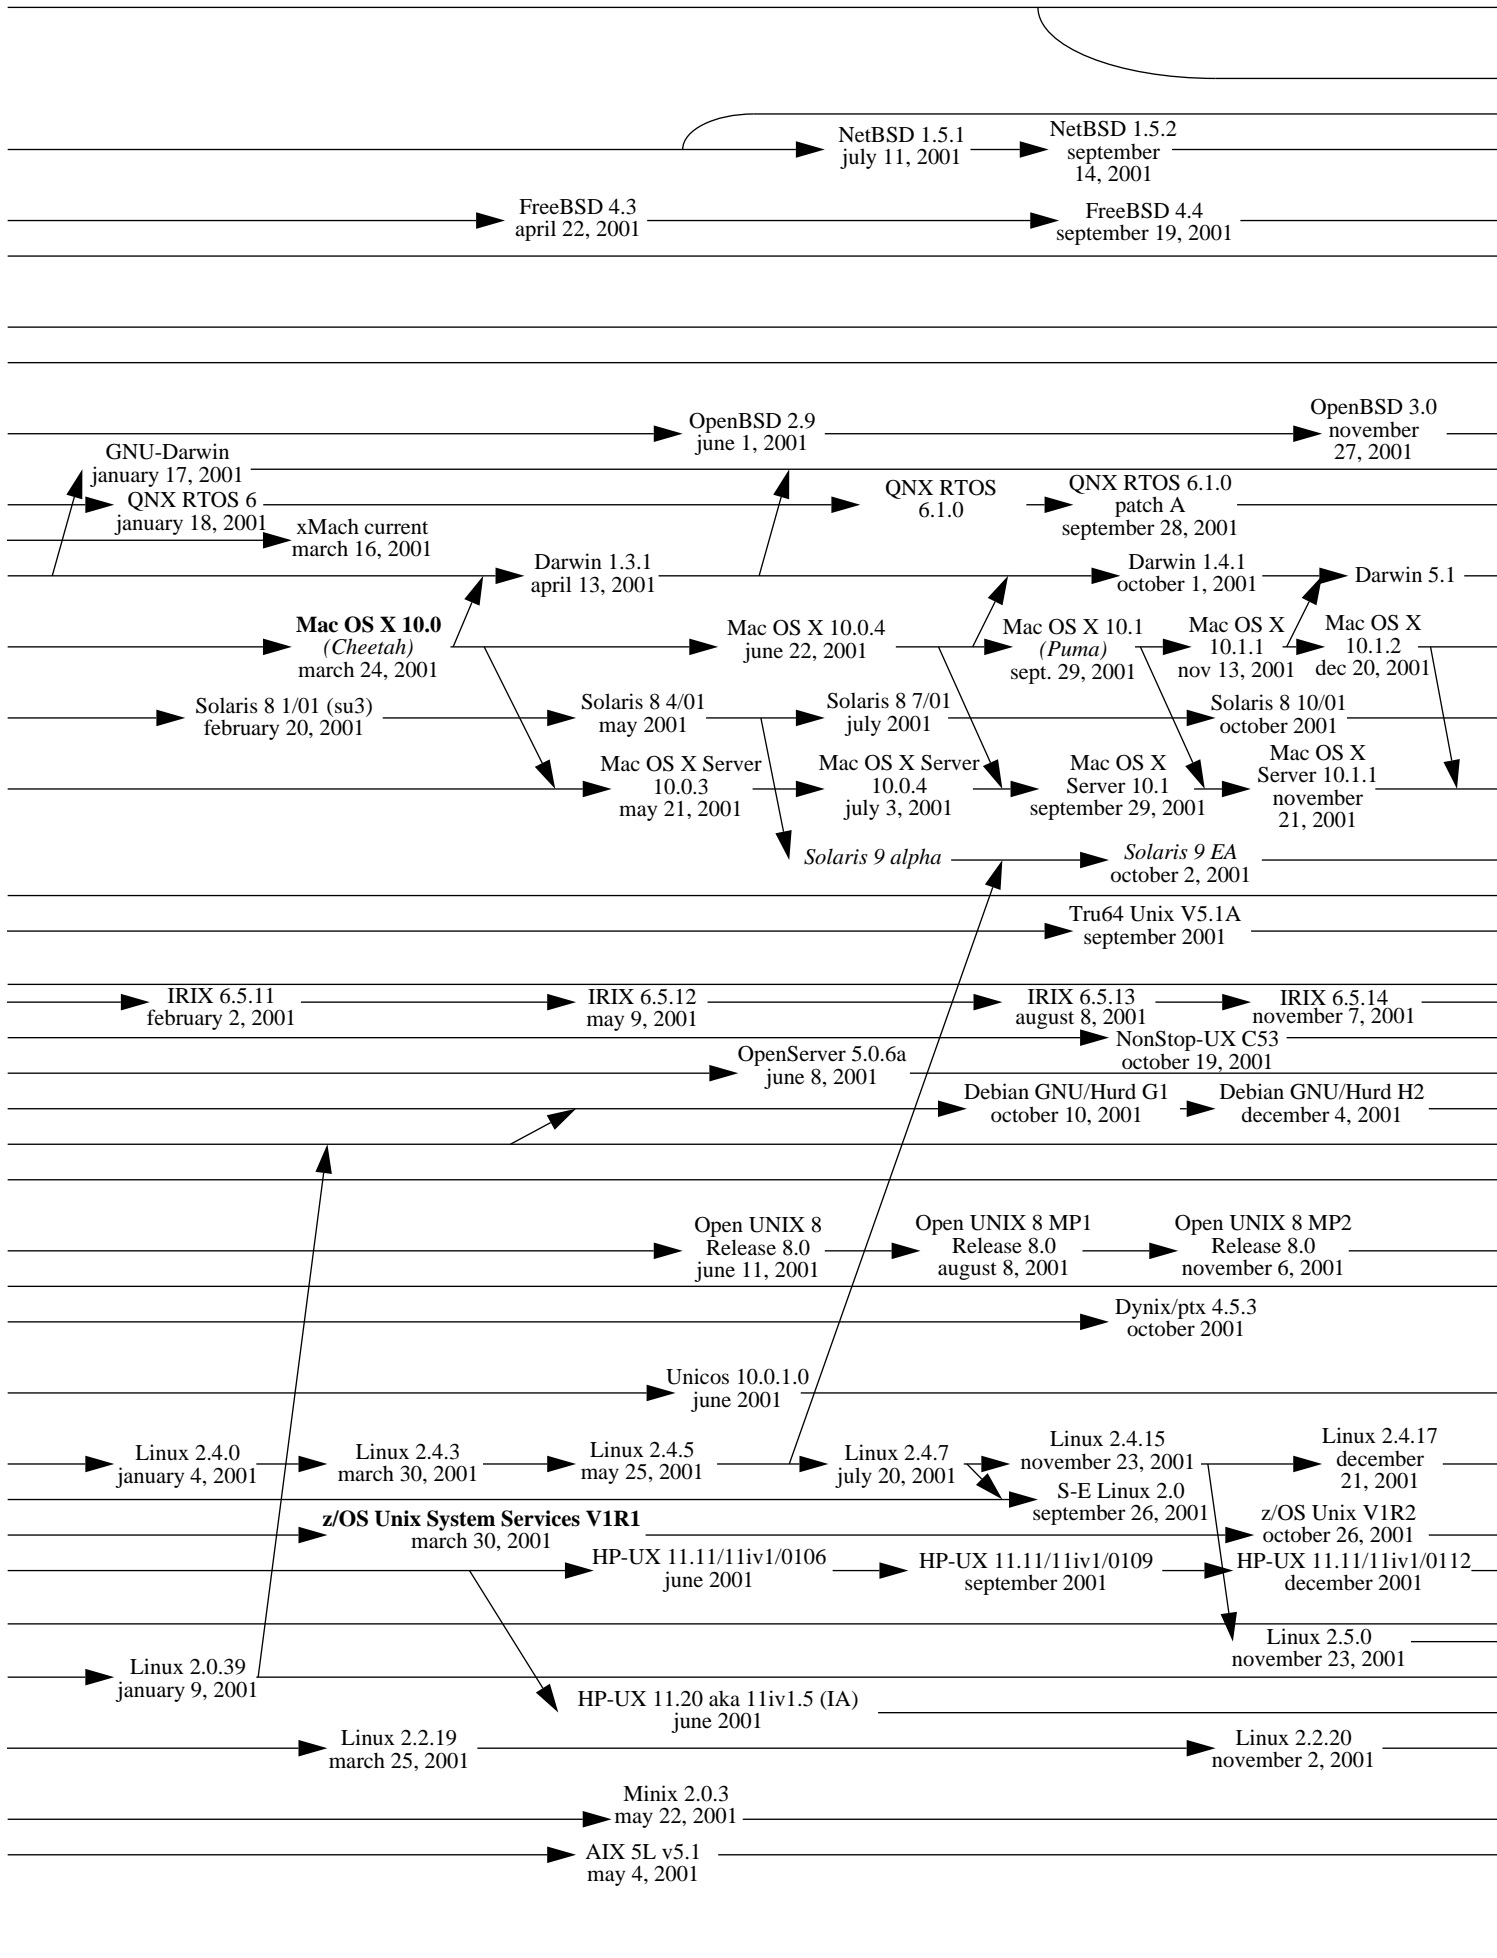 NetBSD 1.5.1
july 11, 2001
NetBSD 1.5.2
september
14, 2001
FreeBSD 4.3
april 22, 2001
FreeBSD 4.4
september 19, 2001
OpenBSD 2.9
june 1, 2001
OpenBSD 3.0
november
27, 2001
GNU-Darwin
january 17, 2001
QNX RTOS 6
january 18, 2001
QNX RTOS
6.1.0
QNX RTOS 6.1.0
patch A
september 28, 2001
xMach current
march 16, 2001
Darwin 1.3.1
april 13, 2001
Darwin 1.4.1
october 1, 2001
Darwin 5.1
Mac OS X 10.0
(Cheetah)
march 24, 2001
Mac OS X 10.0.4
june 22, 2001
Mac OS X 10.1
(Puma)
sept. 29, 2001
Mac OS X
10.1.1
nov 13, 2001
Mac OS X
10.1.2
dec 20, 2001
Solaris 8 1/01 (su3)
february 20, 2001
Solaris 8 4/01
may 2001
Solaris 8 7/01
july 2001
Solaris 8 10/01
october 2001
Mac OS X Server
10.0.3
may 21, 2001
Mac OS X Server
10.0.4
july 3, 2001
Mac OS X
Server 10.1
september 29, 2001
Mac OS X
Server 10.1.1
november
21, 2001
Solaris 9 alpha
Solaris 9 EA
october 2, 2001
Tru64 Unix V5.1A
september 2001
IRIX 6.5.11
february 2, 2001
IRIX 6.5.12
may 9, 2001
IRIX 6.5.13
august 8, 2001
IRIX 6.5.14
november 7, 2001
NonStop-UX C53
october 19, 2001
OpenServer 5.0.6a
june 8, 2001
Debian GNU/Hurd G1
october 10, 2001
Debian GNU/Hurd H2
december 4, 2001
Open UNIX 8
Release 8.0
june 11, 2001
Open UNIX 8 MP1
Release 8.0
august 8, 2001
Open UNIX 8 MP2
Release 8.0
november 6, 2001
Dynix/ptx 4.5.3
october 2001
Unicos 10.0.1.0
june 2001
Linux 2.4.0
january 4, 2001
Linux 2.4.3
march 30, 2001
Linux 2.4.5
may 25, 2001
Linux 2.4.7
july 20, 2001
Linux 2.4.15
november 23, 2001
Linux 2.4.17
december
21, 2001
S-E Linux 2.0
september 26, 2001
z/OS Unix System Services V1R1
march 30, 2001
z/OS Unix V1R2
october 26, 2001
HP-UX 11.11/11iv1/0106
june 2001
HP-UX 11.11/11iv1/0109
september 2001
HP-UX 11.11/11iv1/0112
december 2001
Linux 2.5.0
november 23, 2001
Linux 2.0.39
january 9, 2001
HP-UX 11.20 aka 11iv1.5 (IA)
june 2001
Linux 2.2.19
march 25, 2001
Linux 2.2.20
november 2, 2001
Minix 2.0.3
may 22, 2001
AIX 5L v5.1
may 4, 2001